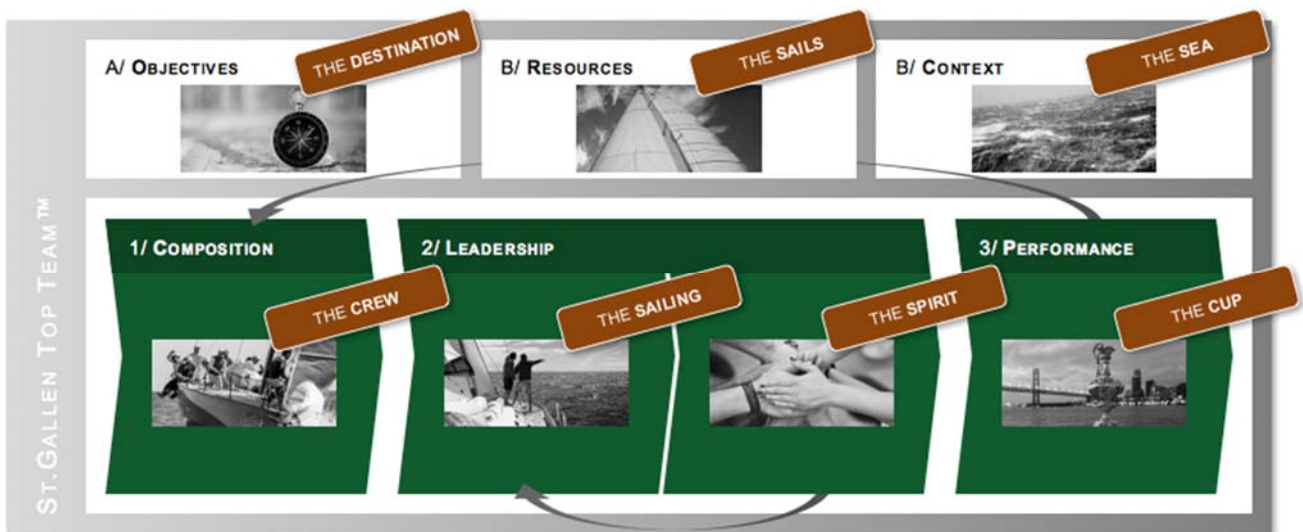 A/ OBJECTIVES
THE DESTINATION
B/ RESOURCES
THE SAILS
B/ CONTEXT
THE SEA
ST.GALLEN TOP TEAM™
1/ COMPOSITION
THE CREW
2/ LEADERSHIP
THE SAILING
THE SPIRIT
3/ PERFORMANCE
THE CUP